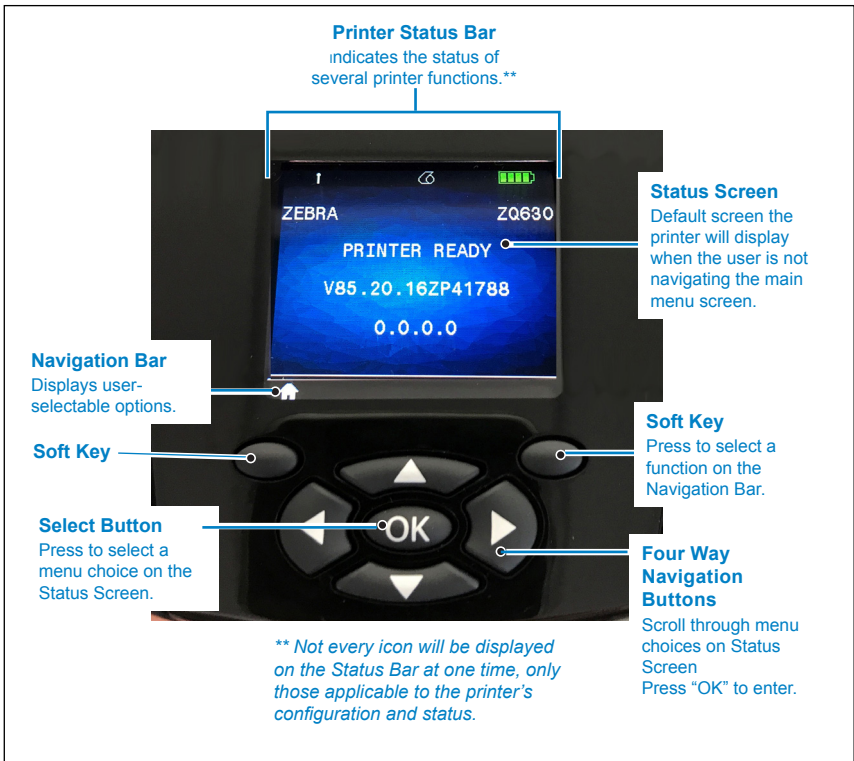 Printer Status Bar
indicates the status of
several printer functions.**
ZEBRA
ZQ630
PRINTER READY
V85.20.16ZP41788
0.0.0.0
Status Screen
Default screen the
printer will display
when the user is not
navigating the main
menu screen.
Navigation Bar
Displays user-
selectable options.
Soft Key
Soft Key
Press to select a
function on the
Navigation Bar.
Select Button
Press to select a
menu choice on the
Status Screen.
OK
Four Way
Navigation
Buttons
Scroll through menu
choices on Status
Screen
Press “OK” to enter.
** Not every icon will be displayed
on the Status Bar at one time, only
those applicable to the printer’s
configuration and status.